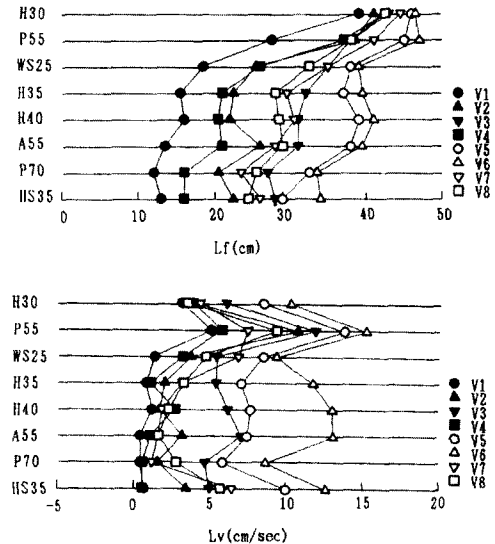 H30
P55
WS25
H35
H40
A55
P70
HS35
0 10 20 30 40 50
Lf(cm)
V1
V2
V3
V4
V5
V6
V7
V8
H30
P55
WS25
H35
H40
A55
P70
HS35
-5 0 5 10 15 20
Lv(cm/sec)
V1
V2
V3
V4
V5
V6
V7
V8